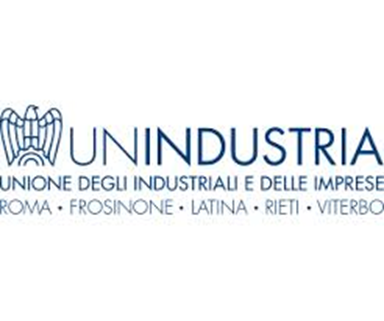 UNINDUSTRIA
UNIONE DEGLI INDUSTRIALI E DELLE IMPRESE
ROMA • FROSINONE • LATINA • RIETI • VITERBO